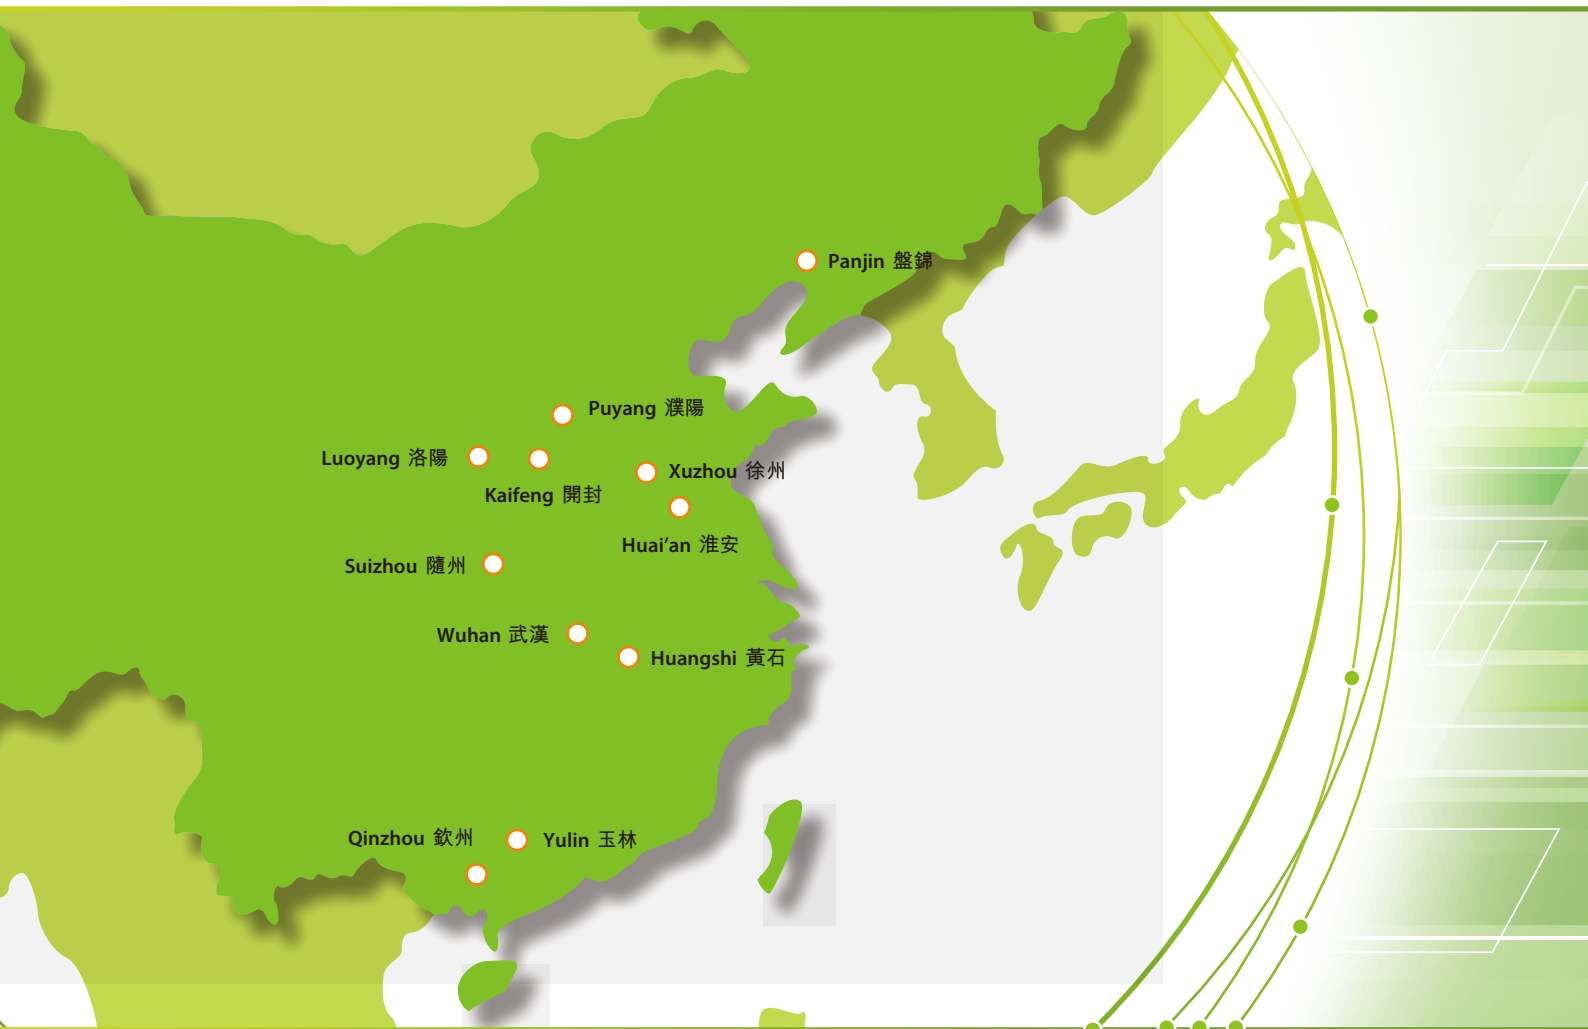 Panjin 盤錦
Puyang 濮陽
Luoyang 洛陽
Xuzhou 徐州
Kaifeng 開封
Huai’an 淮安
Suizhou 隨州
Wuhan 武漢
Huangshi 黃石
Qinzhou 欽州
Yulin 玉林